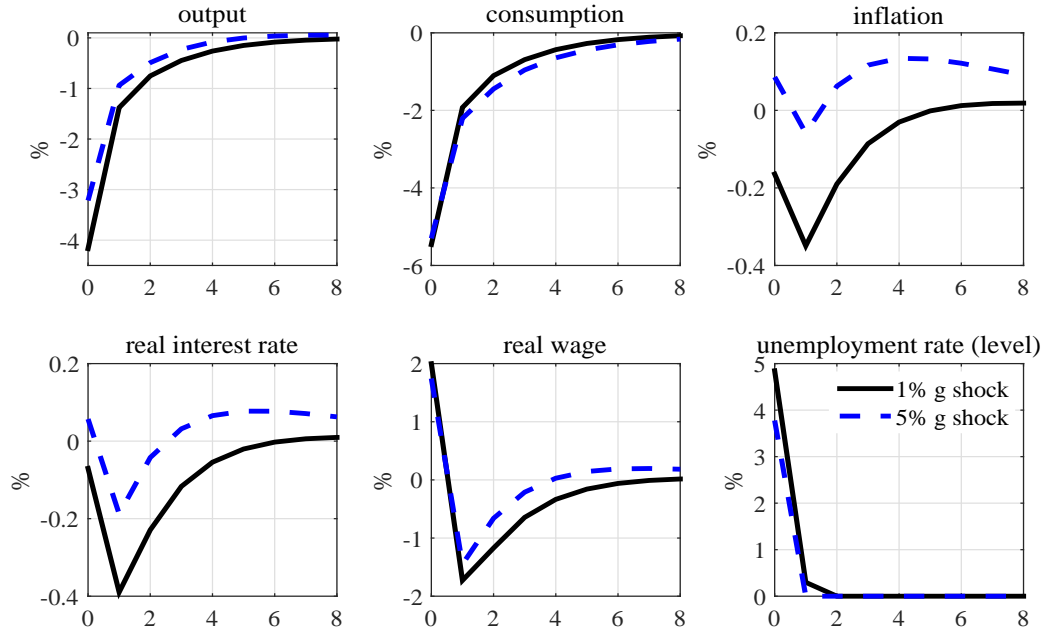 output
consumption
inflation
%
0
-1
-2
-3
-4
0 2 4 6 8
%
0
-2
-4
-6
0 2 4 6 8
%
0.2
0
-0.2
-0.4
0 2 4 6 8
real interest rate
real wage
unemployment rate (level)
%
0.2
0
-0.2
-0.4
0 2 4 6 8
%
2
1
0
-1
-2
0 2 4 6 8
%
5
4
3
2
1
0
0 2 4 6 8
1% g shock
5% g shock